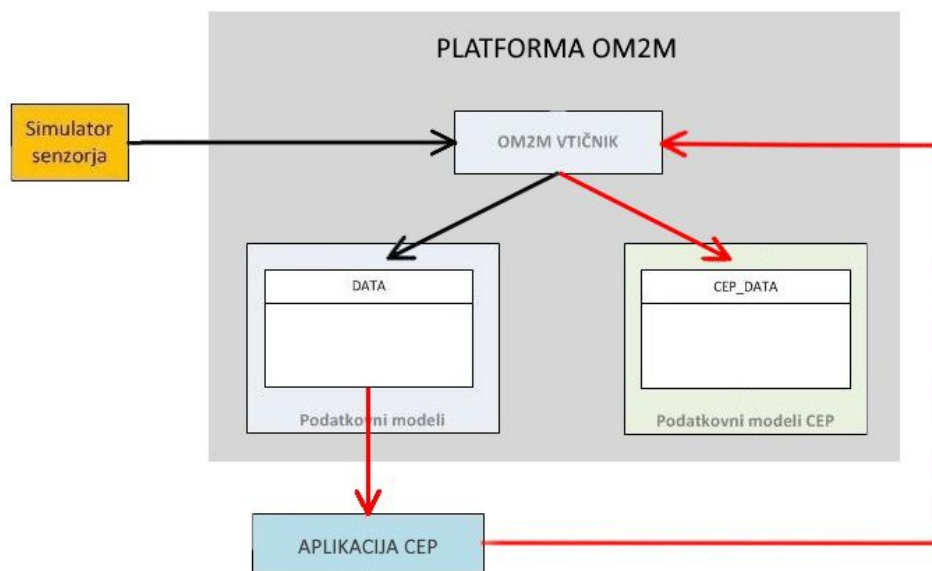 PLATFORMA OM2M
Simulator
senzorja
OM2M VTIČNIK
DATA
CEP_DATA
Podatkovni modeli
Podatkovni modeli CEP
APLIKACIJA CEP